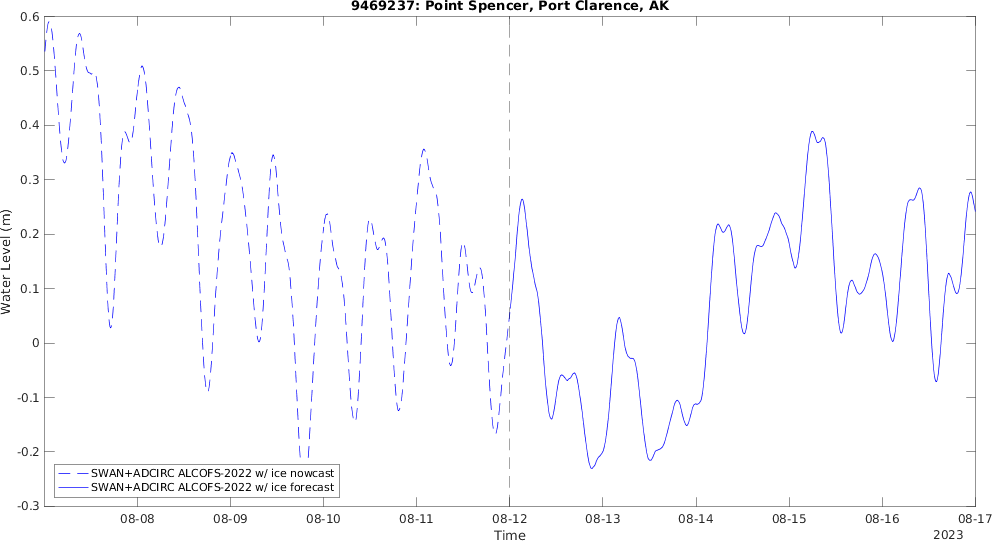 9469237: Point Spencer, Port Clarence, AK
0.6
0.5
0.4
0.3
0.2
0.1
0
-0.1
-0.2
-0.3
Water Level (m)
SWAN+ADCIRC ALCOFS-2022 w/ ice nowcast
SWAN+ADCIRC ALCOFS-2022 w/ ice forecast
08-08 08-09 08-10 08-11 08-12 08-13 08-14 08-15 08-16 08-17
Time
2023